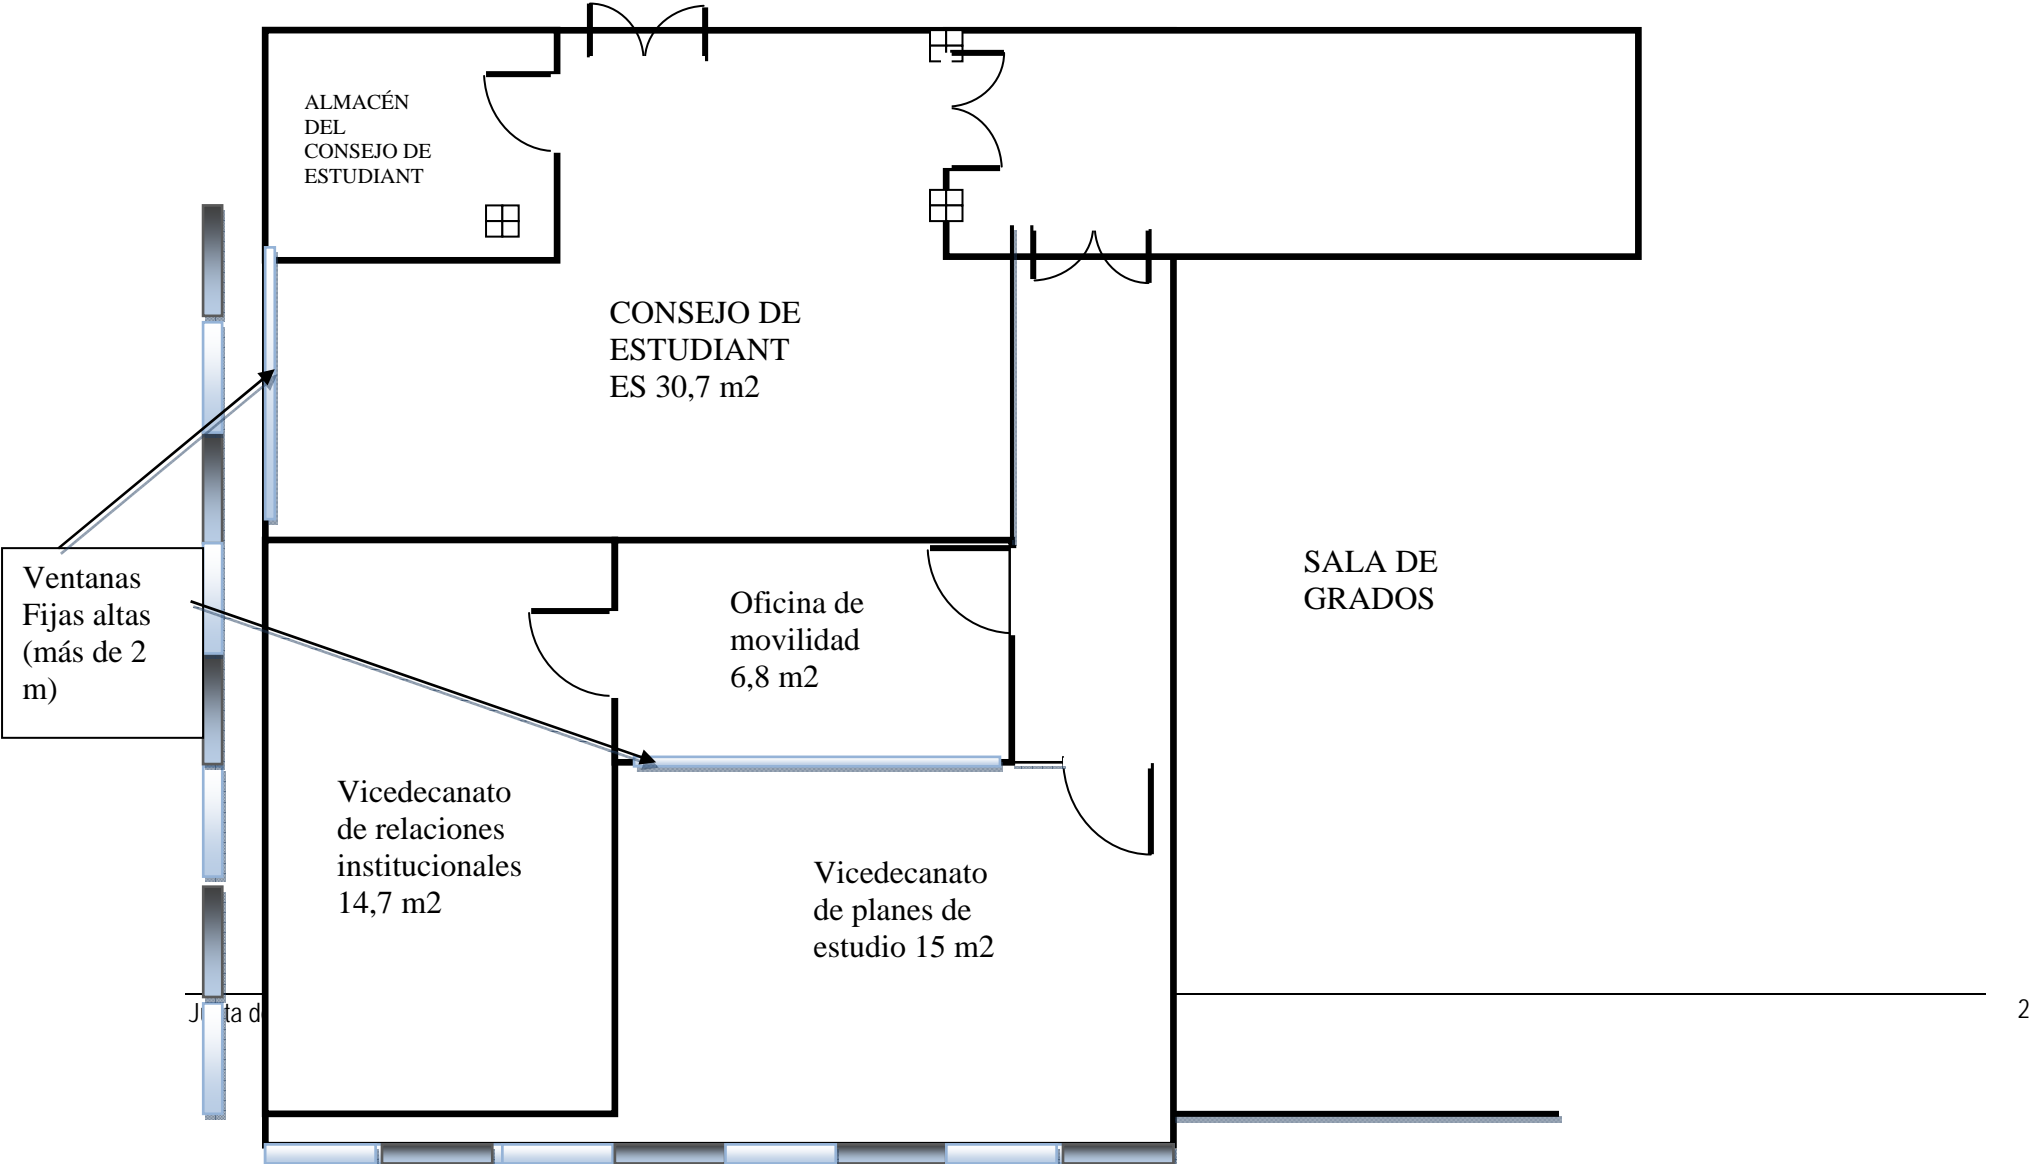 ALMACÉN
DEL
CONSEJO DE
ESTUDIANT
CONSEJO DE
ESTUDIANT
ES 30,7 m2
Ventanas
Fijas altas
(más de 2
m)
Oficina de
movilidad
6,8 m2
SALA DE
GRADOS
Vicedecanato
de relaciones
institucionales
14,7 m2
Vicedecanato
de planes de
estudio 15 m2
2